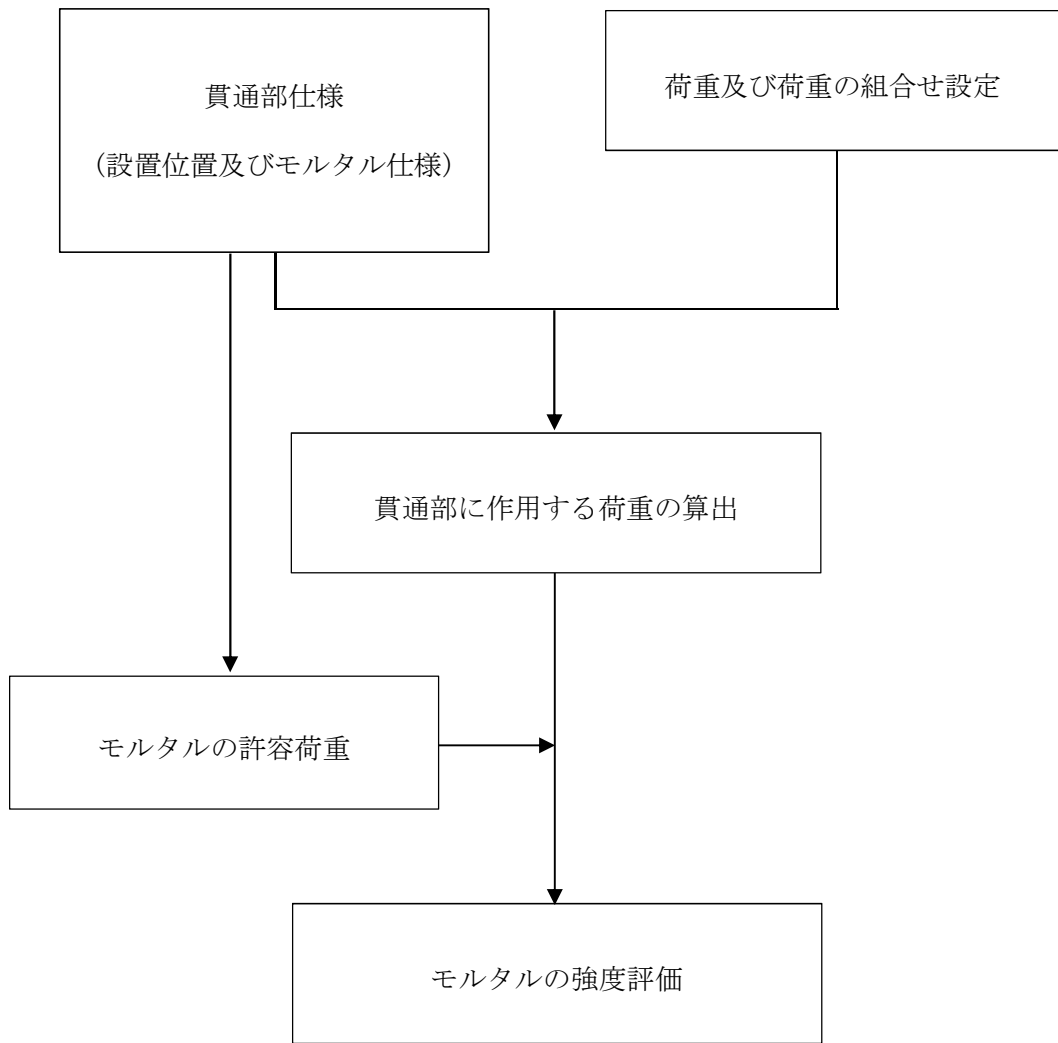 貫通部仕様
（設置位置及びモルタル仕様）
荷重及び荷重の組合せ設定
貫通部に作用する荷重の算出
モルタルの許容荷重
モルタルの強度評価